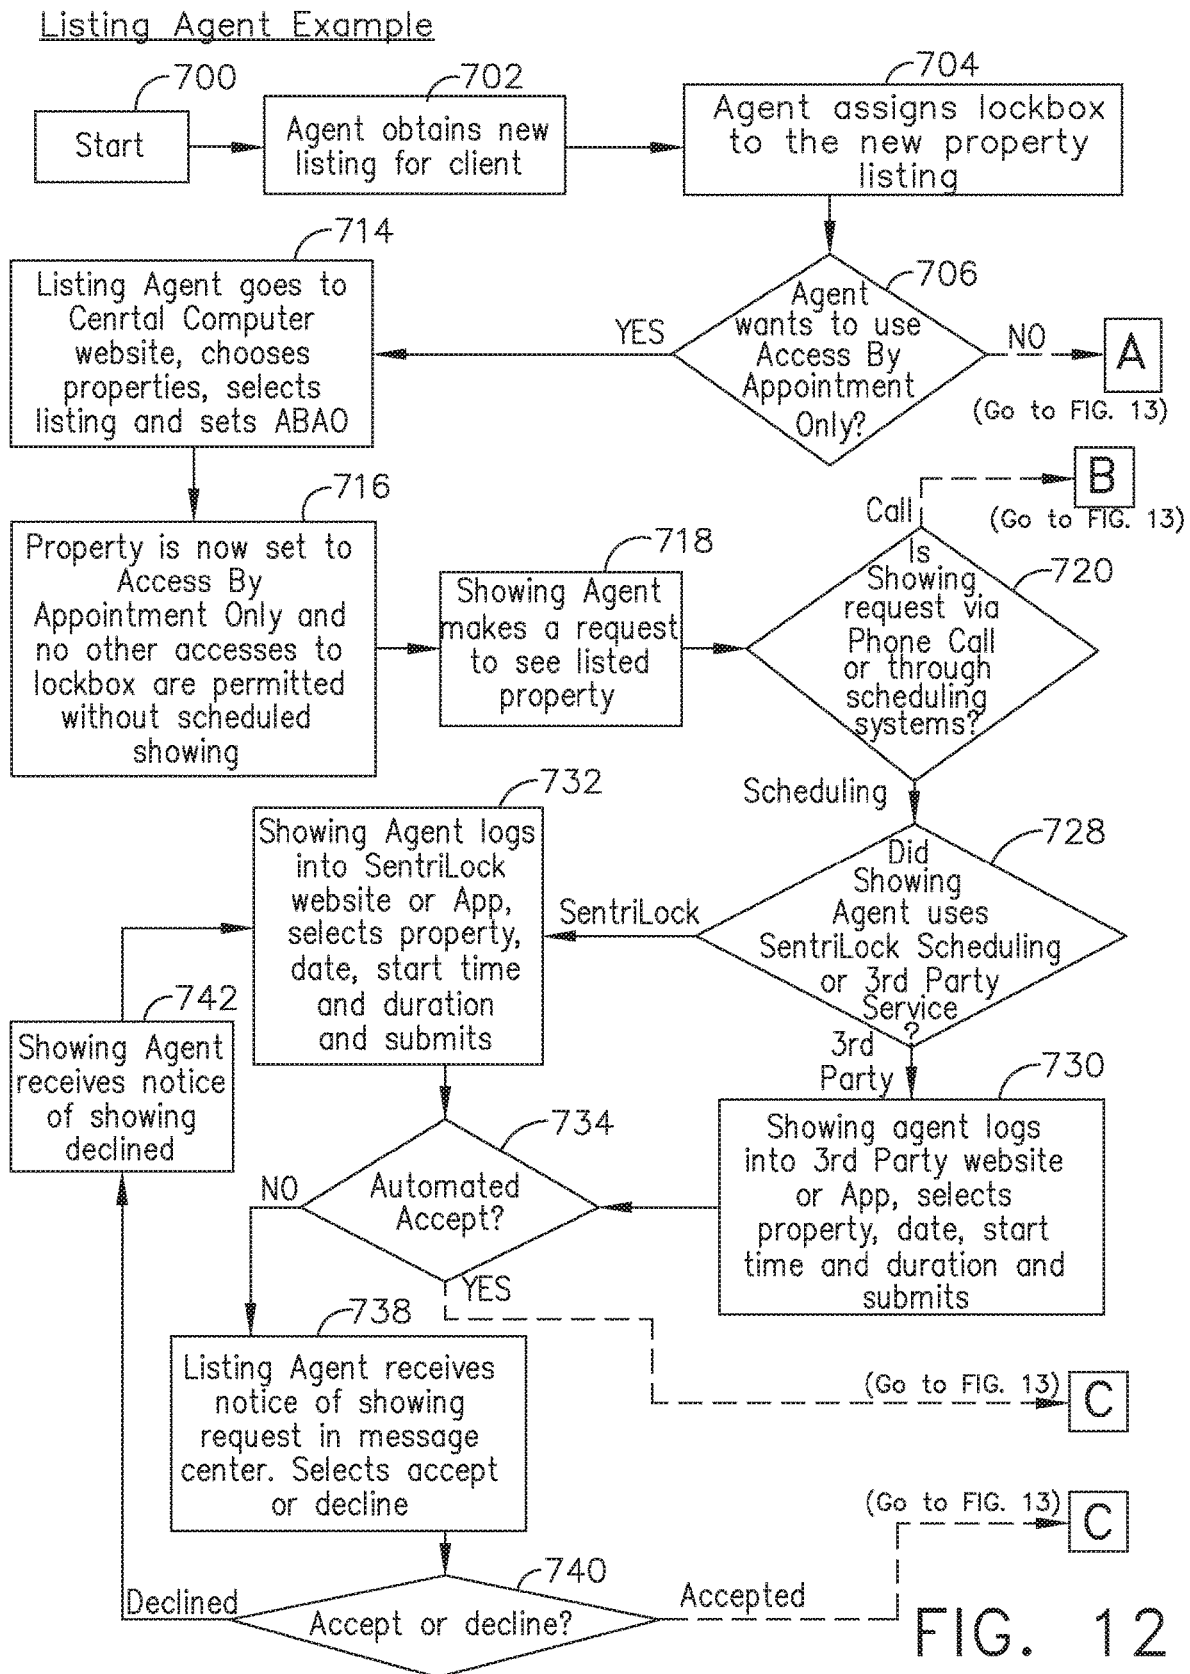 Listing Agent Example
700
Start
702
Agent obtains new
listing for client
704
Agent assigns lockbox
to the new property
listing
706
Agent
wants to use
Access By
Appointment
Only?
YES
NO
A
(Go to FIG. 13)
714
Listing Agent goes to
Cenrtal Computer
website, chooses
properties, selects
listing and sets ABAO
716
Property is now set to
Access By
Appointment Only and
no other accesses to
lockbox are permitted
without scheduled
showing
718
Showing Agent
makes a request
to see listed
property
Call
B
(Go to FIG. 13)
720
Is
Showing
request via
Phone Call
or through
scheduling
systems?
Scheduling
728
Did
Showing
Agent uses
SentriLock Scheduling
or 3rd Party
Service
?
SentriLock
3rd
Party
732
Showing Agent logs
into SentriLock
website or App,
selects property,
date, start time
and duration
and submits
730
Showing agent logs
into 3rd Party website
or App, selects
property, date, start
time and duration and
submits
742
Showing Agent
receives notice
of showing
declined
734
Automated
Accept?
NO
YES
738
Listing Agent receives
notice of showing
request in message
center. Selects accept
or decline
(Go to FIG. 13)
C
(Go to FIG. 13)
C
740
Accept or decline?
Declined
Accepted
FIG. 12